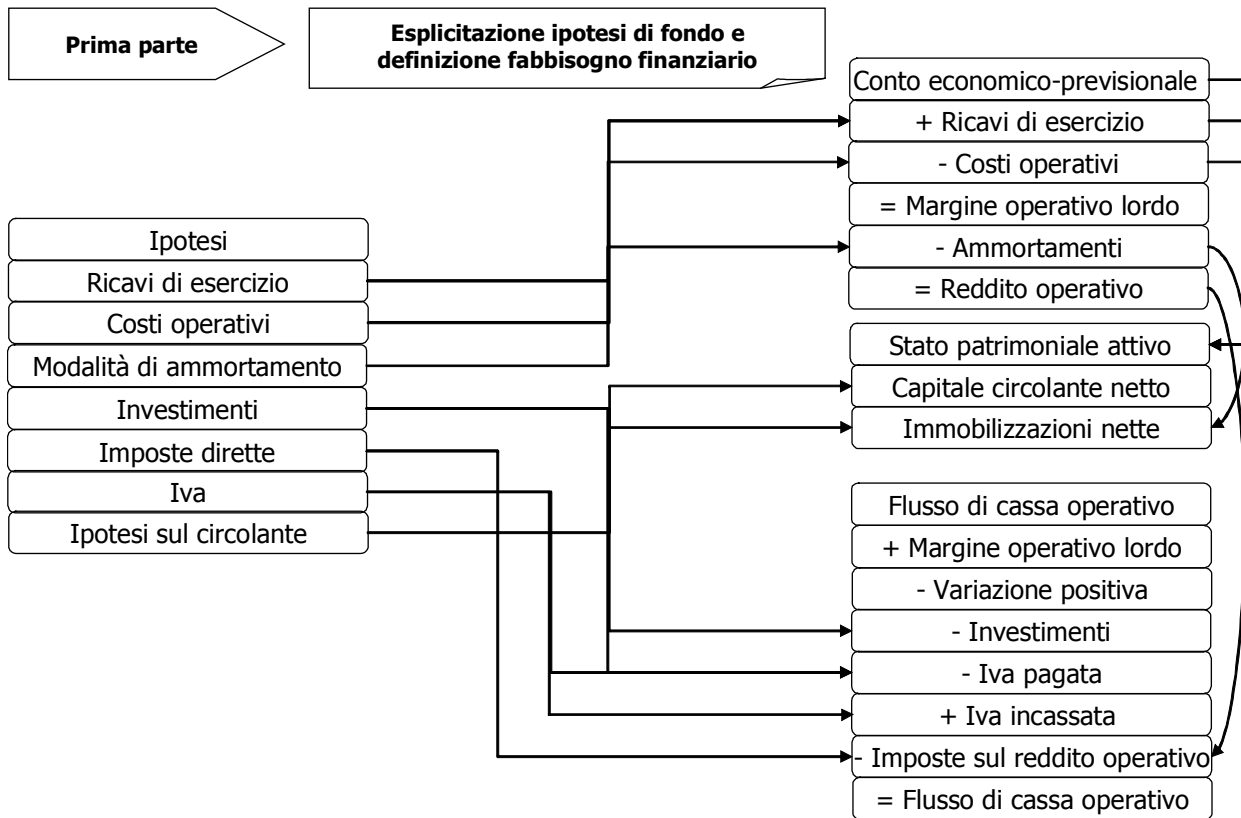 Prima parte
Esplicitazione ipotesi di fondo e
definizione fabbisogno finanziario
Ipotesi
Ricavi di esercizio
Costi operativi
Modalità di ammortamento
Investimenti
Imposte dirette
Iva
Ipotesi sul circolante
Conto economico-previsionale
+ Ricavi di esercizio
- Costi operativi
= Margine operativo lordo
- Ammortamenti
= Reddito operativo
Stato patrimoniale attivo
Capitale circolante netto
Immobilizzazioni nette
Flusso di cassa operativo
+ Margine operativo lordo
- Variazione positiva
- Investimenti
- Iva pagata
+ Iva incassata
- Imposte sul reddito operativo
= Flusso di cassa operativo